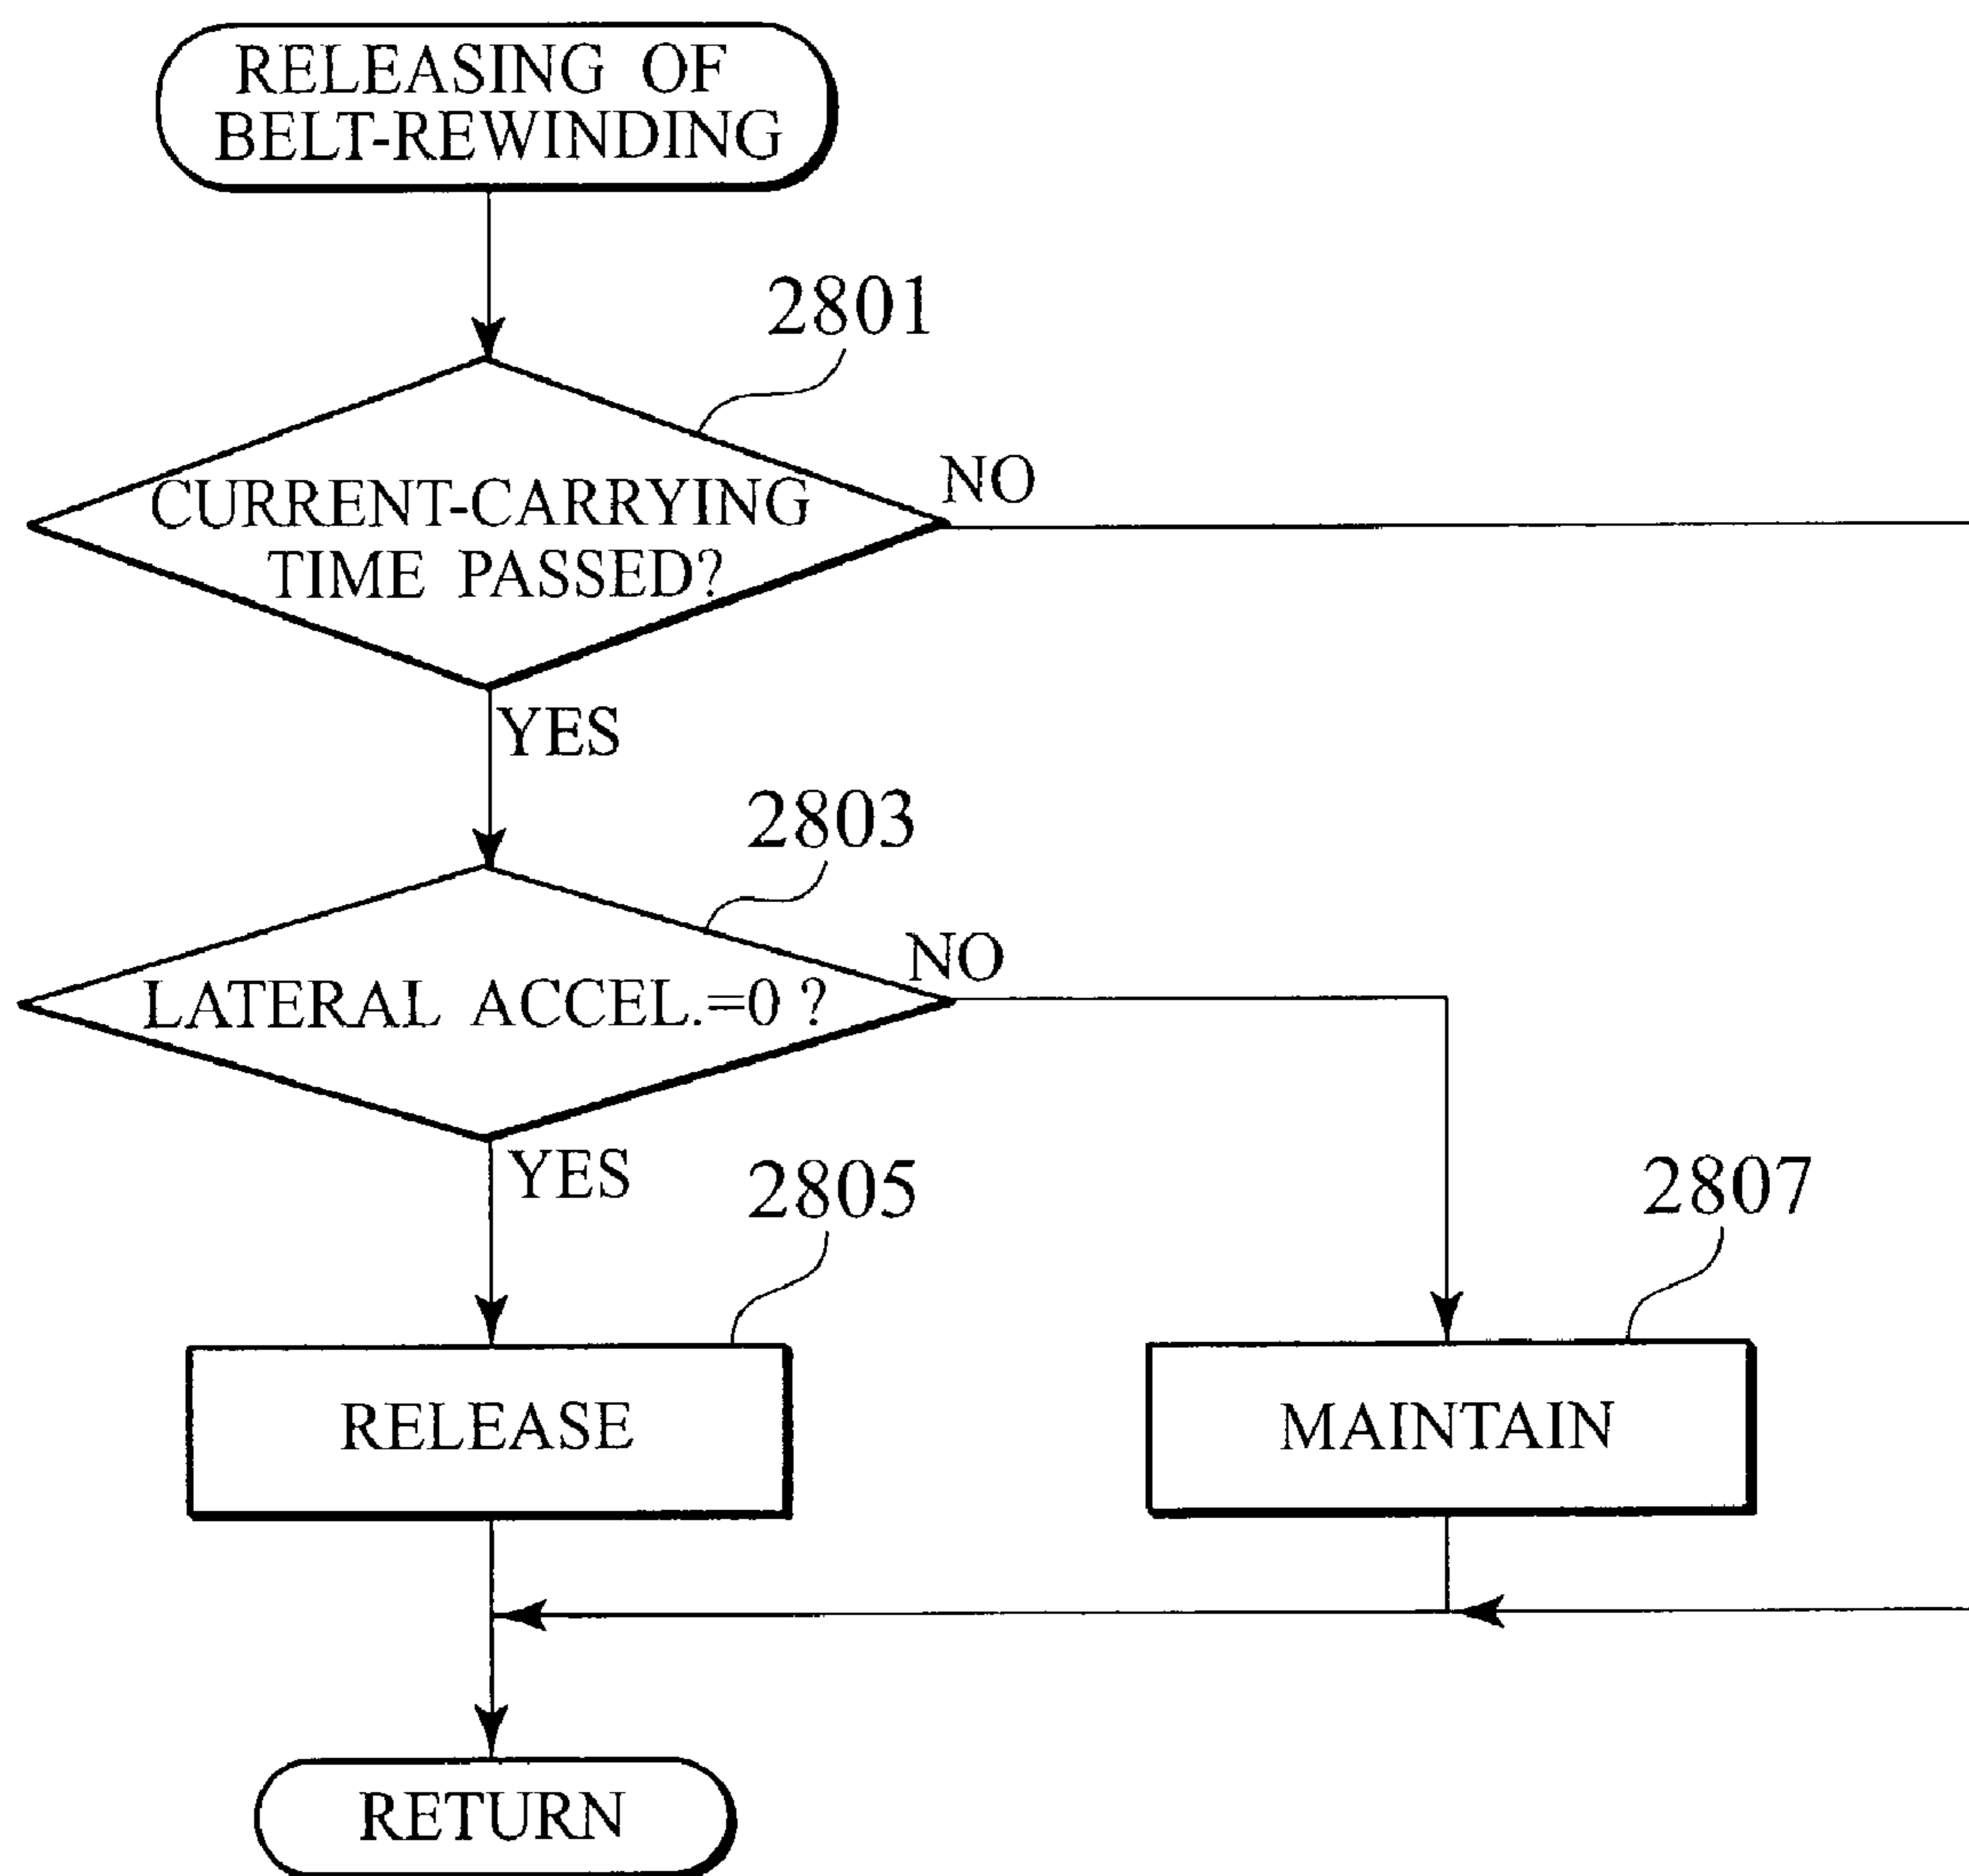 RELEASING OF
BELT-REWINDING
2801
CURRENT-CARRYING
TIME PASSED?
NO
YES
2803
LATERAL ACCEL.=0 ?
NO
YES
2805
2807
RELEASE
MAINTAIN
RETURN